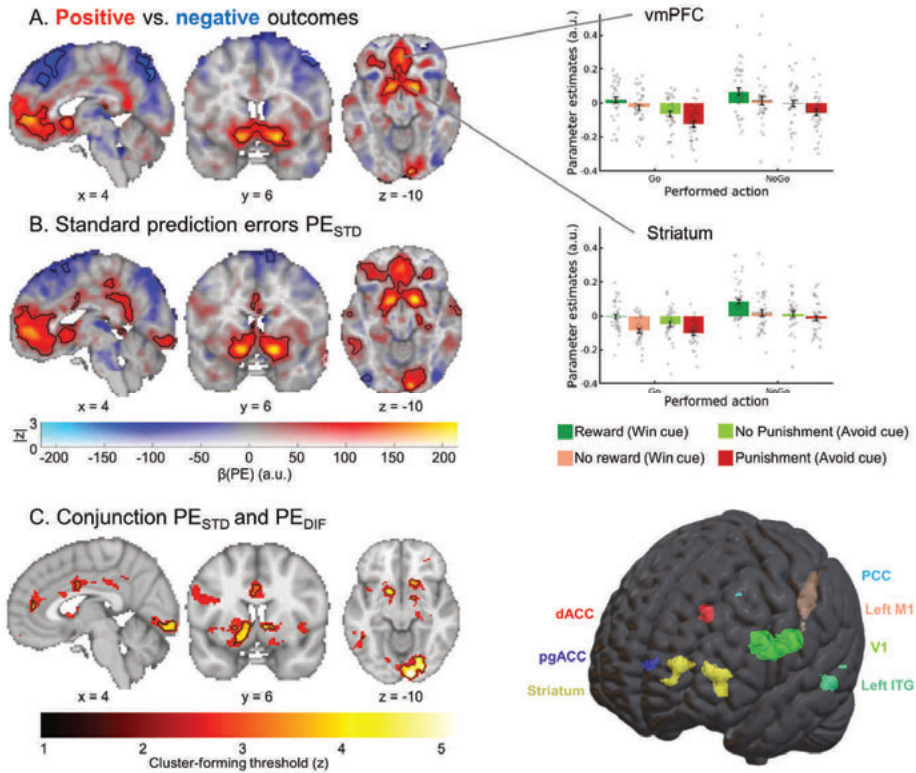 A. Positive vs. negative outcomes
x = 4
y = 6
z = -10
vmPFC
Parameter estimates (a.u.)
0.4
0.2
0
-0.2
-0.4
Go
NoGo
Performed action
B. Standard prediction errors PESTD
x = 4
y = 6
z = -10
Striatum
Parameter estimates (a.u.)
0.4
0.2
0
-0.2
-0.4
Go
NoGo
Performed action
|z|
3
0
-200
-150
-100
-50
0
50
100
150
200
β(PE) (a.u.)
Reward (Win cue)
No Punishment (Avoid cue)
No reward (Win cue)
Punishment (Avoid cue)
C. Conjunction PESTD and PEDIF
x = 4
y = 6
z = -10
1
2
3
4
5
Cluster-forming threshold (z)
dACC
pgACC
Striatum
PCC
Left M1
V1
Left ITG